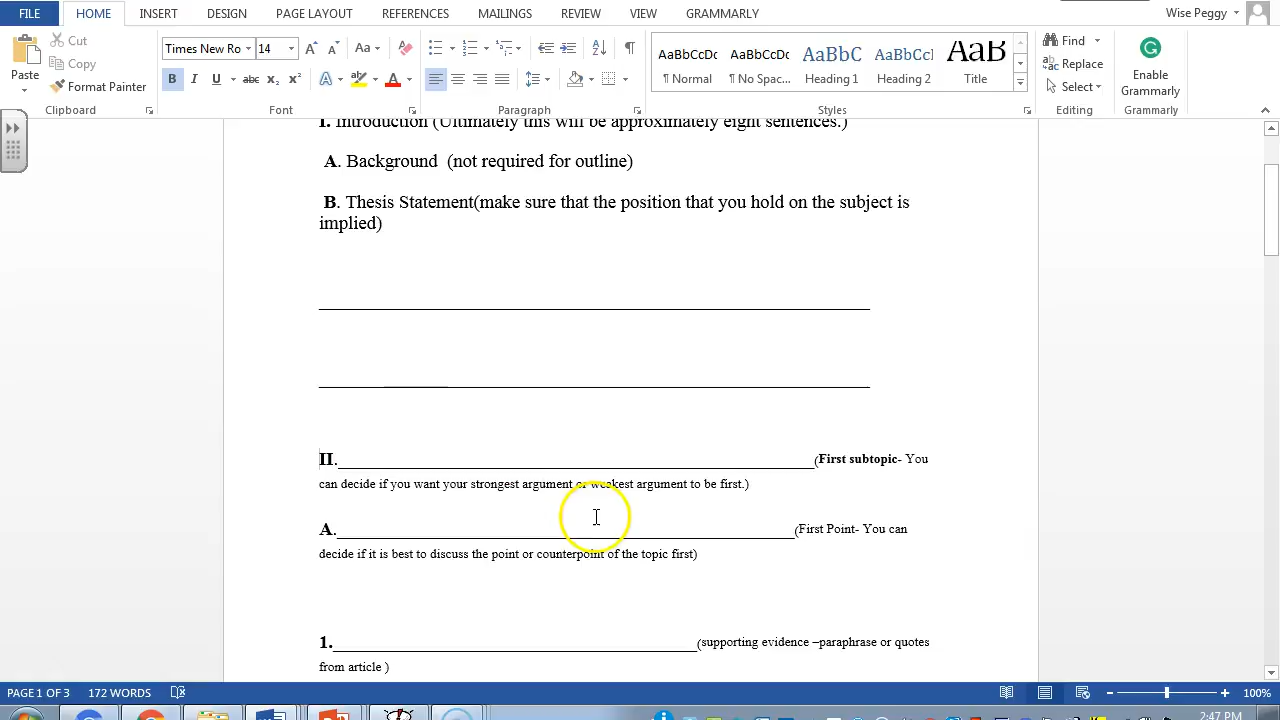 FILE HOME INSERT DESIGN PAGE LAYOUT REFERENCES MAILINGS REVIEW VIEW GRAMMARLY Wise Peggy
Cut
Copy
Format Painter
Paste
Clipboard
Times New Ro 14
Font
Paragraph
AaBbCcDc AaBbCcDc AaBbC AaBbCcI AaB
¶ Normal ¶ No Spac... Heading 1 Heading 2 Title
Styles
Find
Replace
Select
Editing
Enable
Grammarly
Grammarly
I. Introduction (Ultimately this will be approximately eight sentences.)
A. Background (not required for outline)
B. Thesis Statement(make sure that the position that you hold on the subject is
implied)
II. (First subtopic- You
can decide if you want your strongest argument or weakest argument to be first.)
A. (First Point- You can
decide if it is best to discuss the point or counterpoint of the topic first)
1. (supporting evidence –paraphrase or quotes
from article )
PAGE 1 OF 3 172 WORDS 100%
2:47 PM